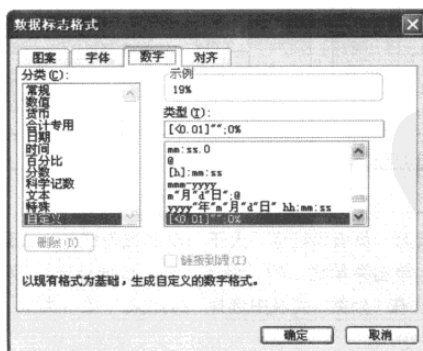 数据标志格式
图案 字体 数字 对齐
分类(C):
常规
数值
货币
会计专用
日期
时间
百分比
分数
科学记数
文本
特殊
自定义
删除(D)
示例
19%
类型(T):
[<0.01]"";0%
mm:ss.0
@
[h]:mm:ss
mmm-yyyy
m"月"d"日";@
yyyy"年"m"月"d"日" hh:mm:ss
[<0.01]"";0%
链接到源(I)
以现有格式为基础，生成自定义的数字格式。
确定 取消